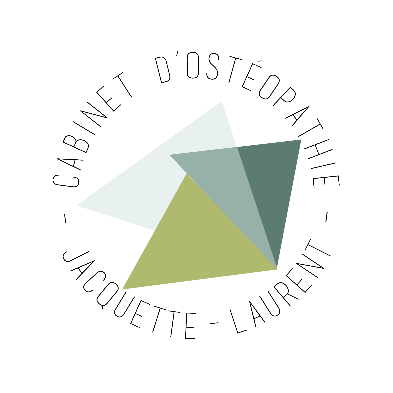 CABINET D'OSTÉOPATHIE
- JACQUETTE - LAURENT -